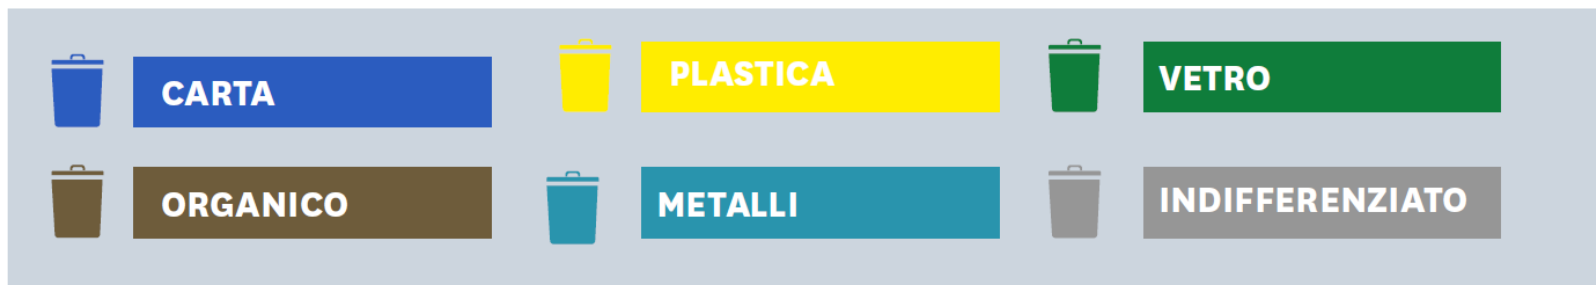 CARTA
PLASTICA
VETRO
ORGANICO
METALLI
INDIFFERENZIATO